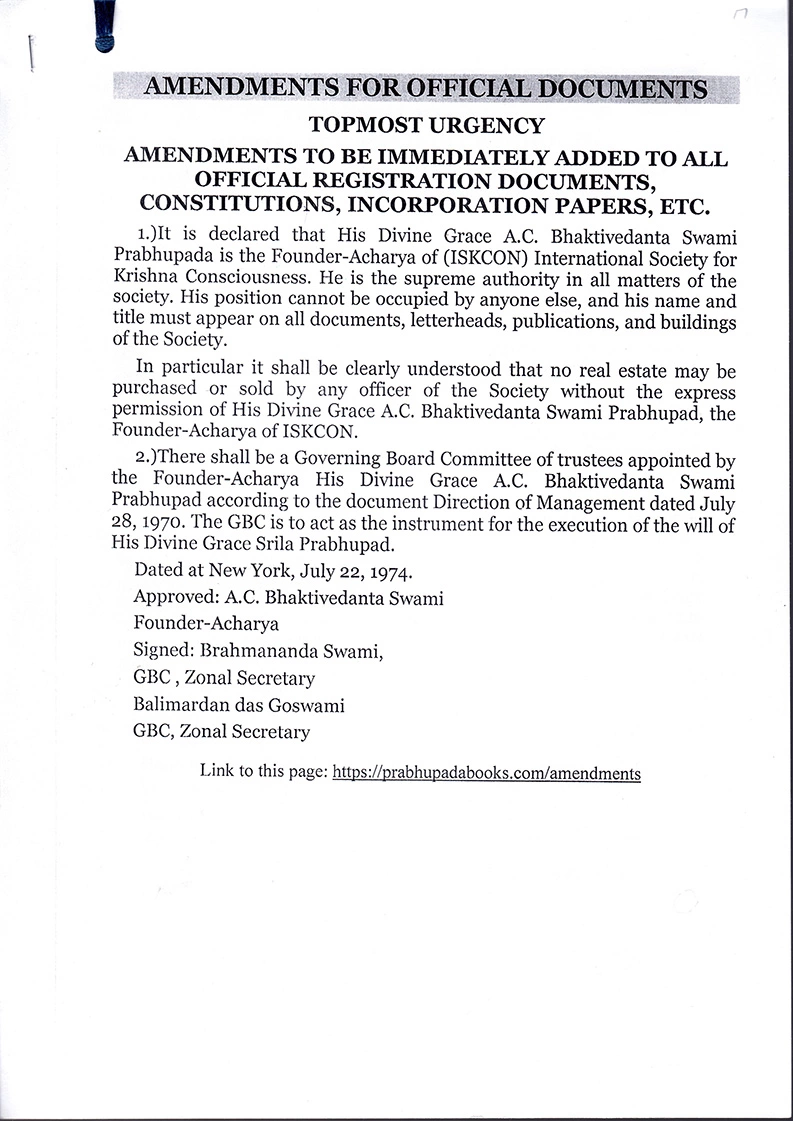 AMENDMENTS FOR OFFICIAL DOCUMENTS
TOPMOST URGENCY
AMENDMENTS TO BE IMMEDIATELY ADDED TO ALL
OFFICIAL REGISTRATION DOCUMENTS,
CONSTITUTIONS, INCORPORATION PAPERS, ETC.
1.)It is declared that His Divine Grace A.C. Bhaktivedanta Swami
Prabhupada is the Founder-Acharya of (ISKCON) International Society for
Krishna Consciousness. He is the supreme authority in all matters of the
society. His position cannot be occupied by anyone else, and his name and
title must appear on all documents, letterheads, publications, and buildings
of the Society.
In particular it shall be clearly understood that no real estate may be
purchased or sold by any officer of the Society without the express
permission of His Divine Grace A.C. Bhaktivedanta Swami Prabhupad, the
Founder-Acharya of ISKCON.
2.)There shall be a Governing Board Committee of trustees appointed by
the Founder-Acharya His Divine Grace A.C. Bhaktivedanta Swami
Prabhupad according to the document Direction of Management dated July
28, 1970. The GBC is to act as the instrument for the execution of the will of
His Divine Grace Srila Prabhupad.
Dated at New York, July 22, 1974.
Approved: A.C. Bhaktivedanta Swami
Founder-Acharya
Signed: Brahmananda Swami,
GBC , Zonal Secretary
Balimardan das Goswami
GBC, Zonal Secretary
Link to this page: https://prabhupadabooks.com/amendments